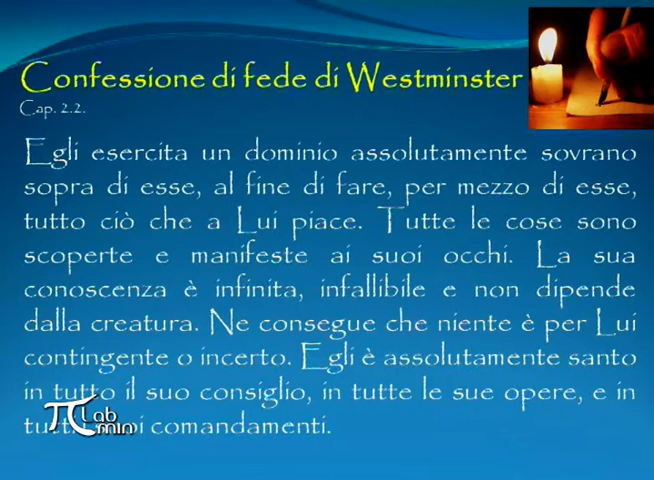 Confessione di fede di Westminster
Cap. 2.2.
Egli esercita un dominio assolutamente sovrano
sopra di esse, al fine di fare, per mezzo di esse,
tutto ciò che a Lui piace. Tutte le cose sono
scoperte e manifeste ai suoi occhi. La sua
conoscenza è infinita, infallibile e non dipende
dalla creatura. Ne consegue che niente è per Lui
contingente o incerto. Egli è assolutamente santo
in tutto il suo consiglio, in tutte le sue opere, e in
comandamenti.
Lab
min